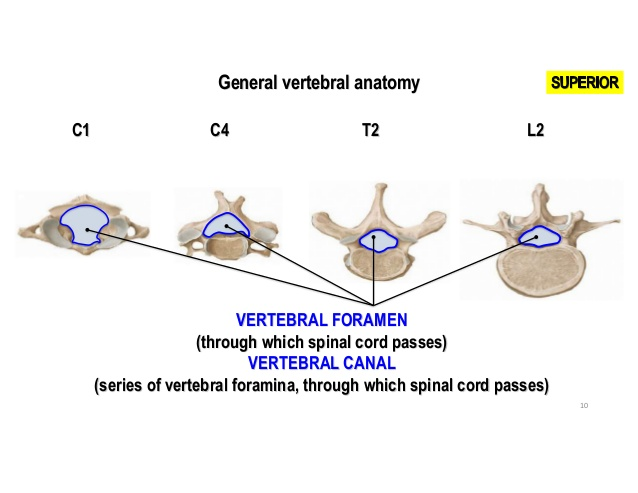 General vertebral anatomy
SUPERIOR
C1 C4 T2 L2
VERTEBRAL FORAMEN
(through which spinal cord passes)
VERTEBRAL CANAL
(series of vertebral foramina, through which spinal cord passes)
10